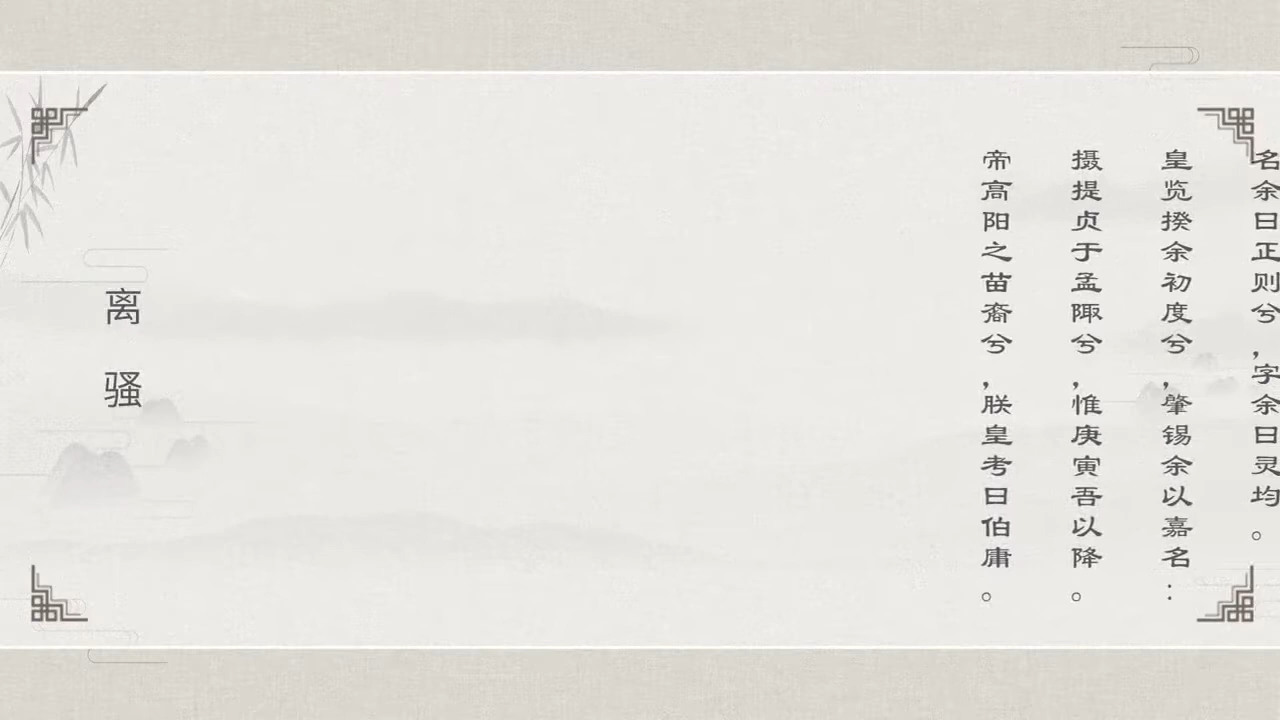 离骚
帝高阳之苗裔兮，朕皇考曰伯庸。
摄提贞于孟陬兮，惟庚寅吾以降。
皇览揆余初度兮，肇锡余以嘉名：
名余曰正则兮，字余曰灵均。